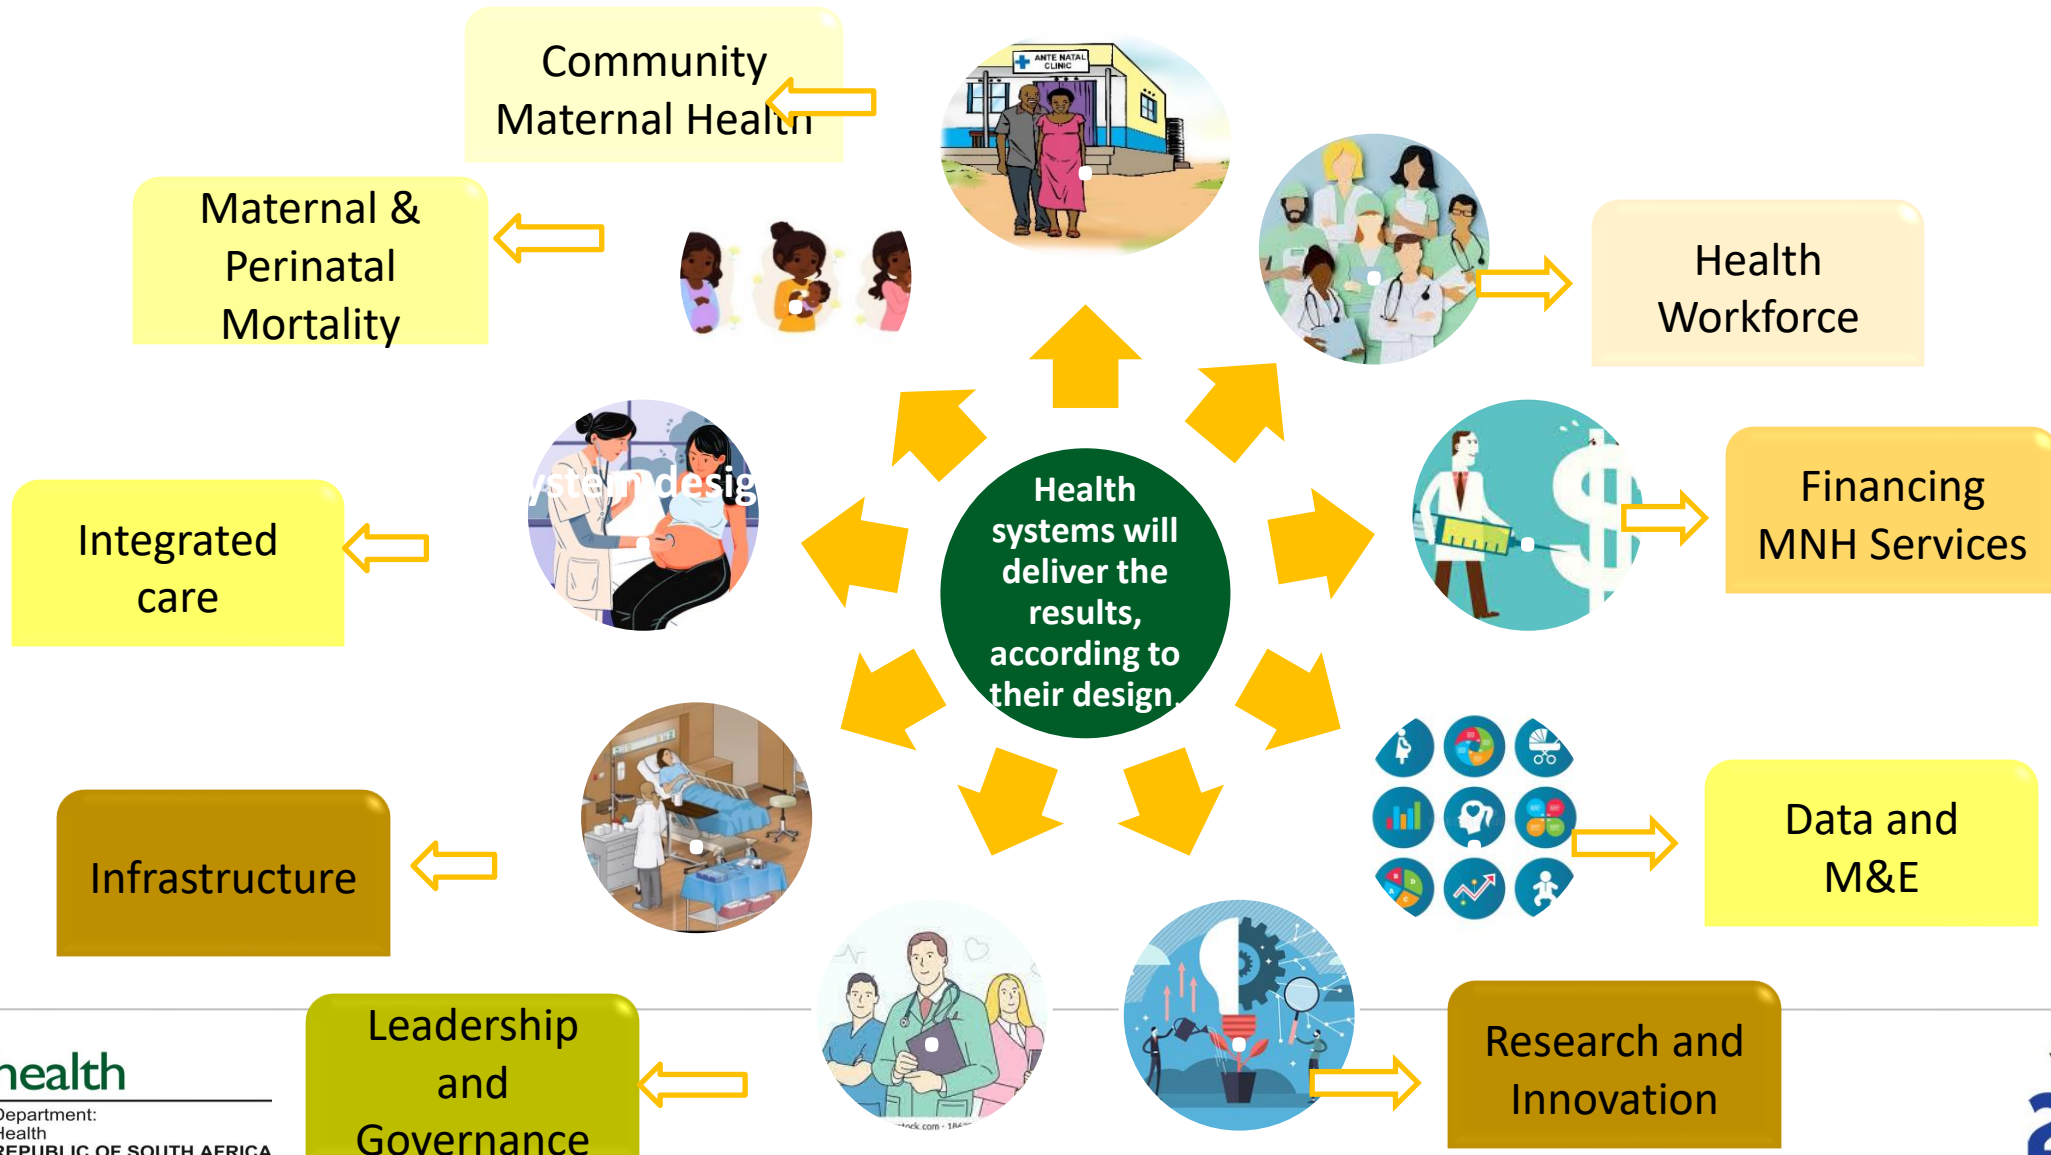 Community
Maternal Health
ANTE NATAL
CLINIC
Maternal &
Perinatal
Mortality
Health
Workforce
Integrated
care
ystem desig
Health
systems will
deliver the
results,
according to
their design.
Financing
MNH Services
Infrastructure
Data and
M&E
Leadership
and
Governance
Research and
Innovation
health
Department:
Health
REPUBLIC OF SOUTH AFRICA